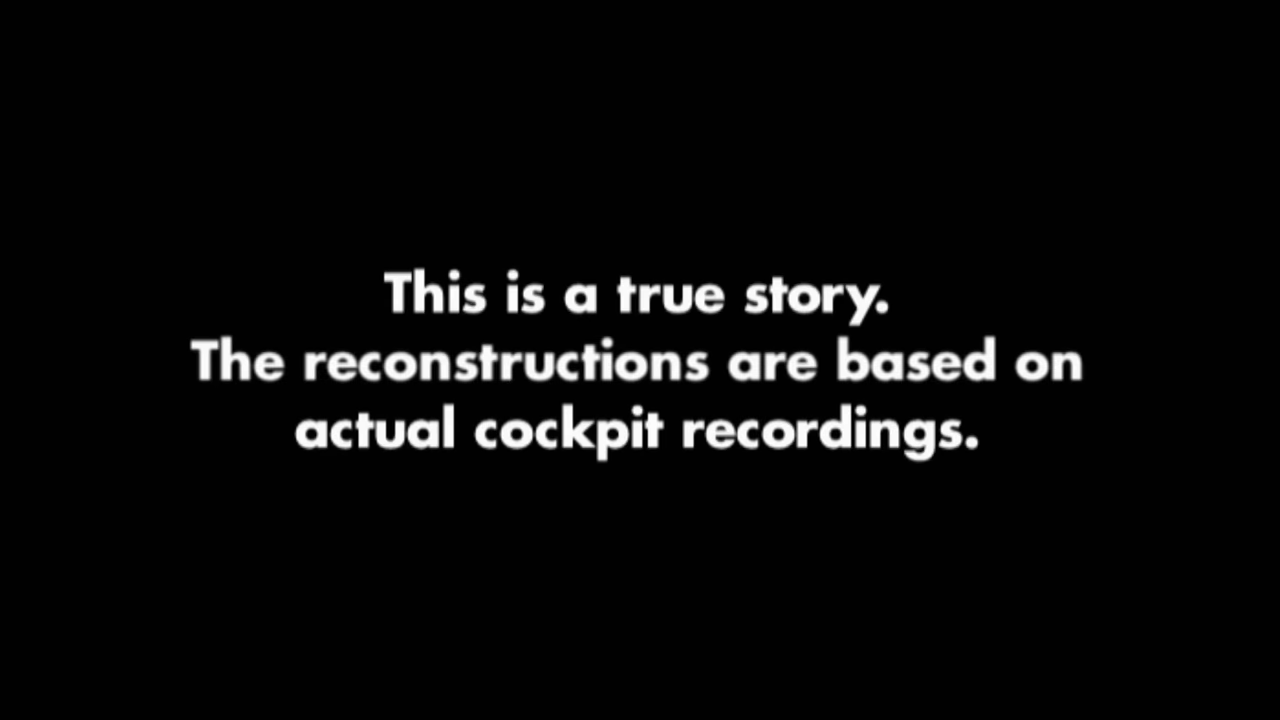 This is a true story.
The reconstructions are based on
actual cockpit recordings.